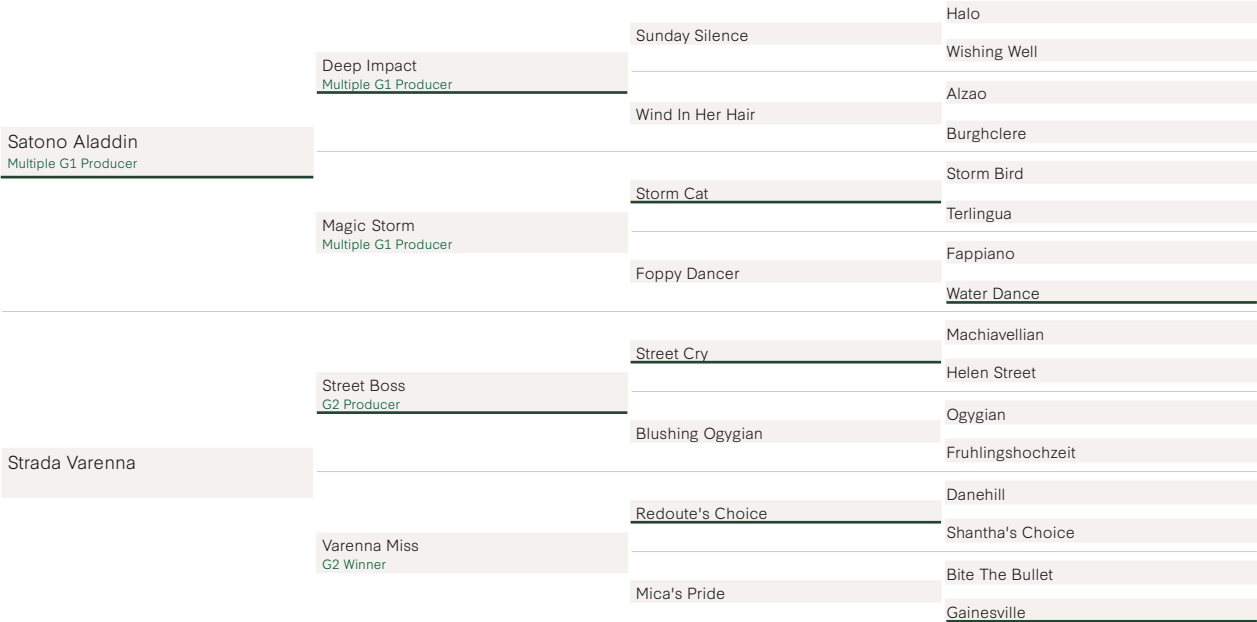 Satono Aladdin
Multiple G1 Producer
Strada Varenna
Deep Impact
Multiple G1 Producer
Magic Storm
Multiple G1 Producer
Street Boss
G2 Producer
Varenna Miss
G2 Winner
Sunday Silence
Wind In Her Hair
Storm Cat
Foppy Dancer
Street Cry
Blushing Ogygian
Redoute's Choice
Mica's Pride
Halo
Wishing Well
Alzao
Burghclere
Storm Bird
Terlingua
Fappiano
Water Dance
Machiavellian
Helen Street
Ogygian
Fruhlingshochzeit
Danehill
Shantha's Choice
Bite The Bullet
Gainesville